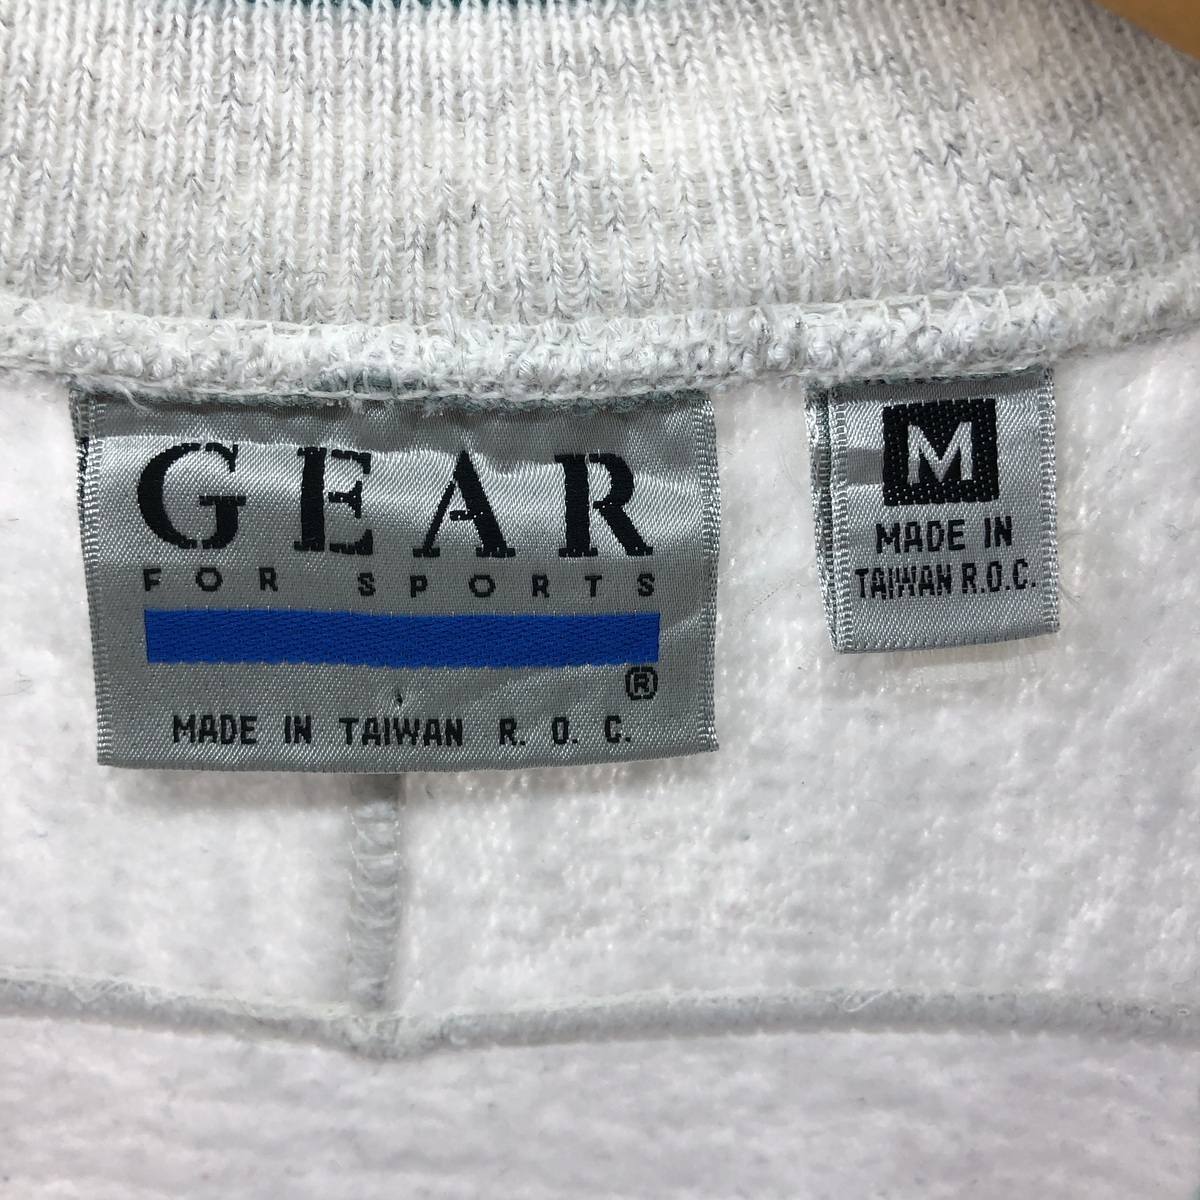 GEAR
FOR SPORTS
®
MADE IN TAIWAN R. O. C.
M
MADE IN
TAIWAN R.O.C.